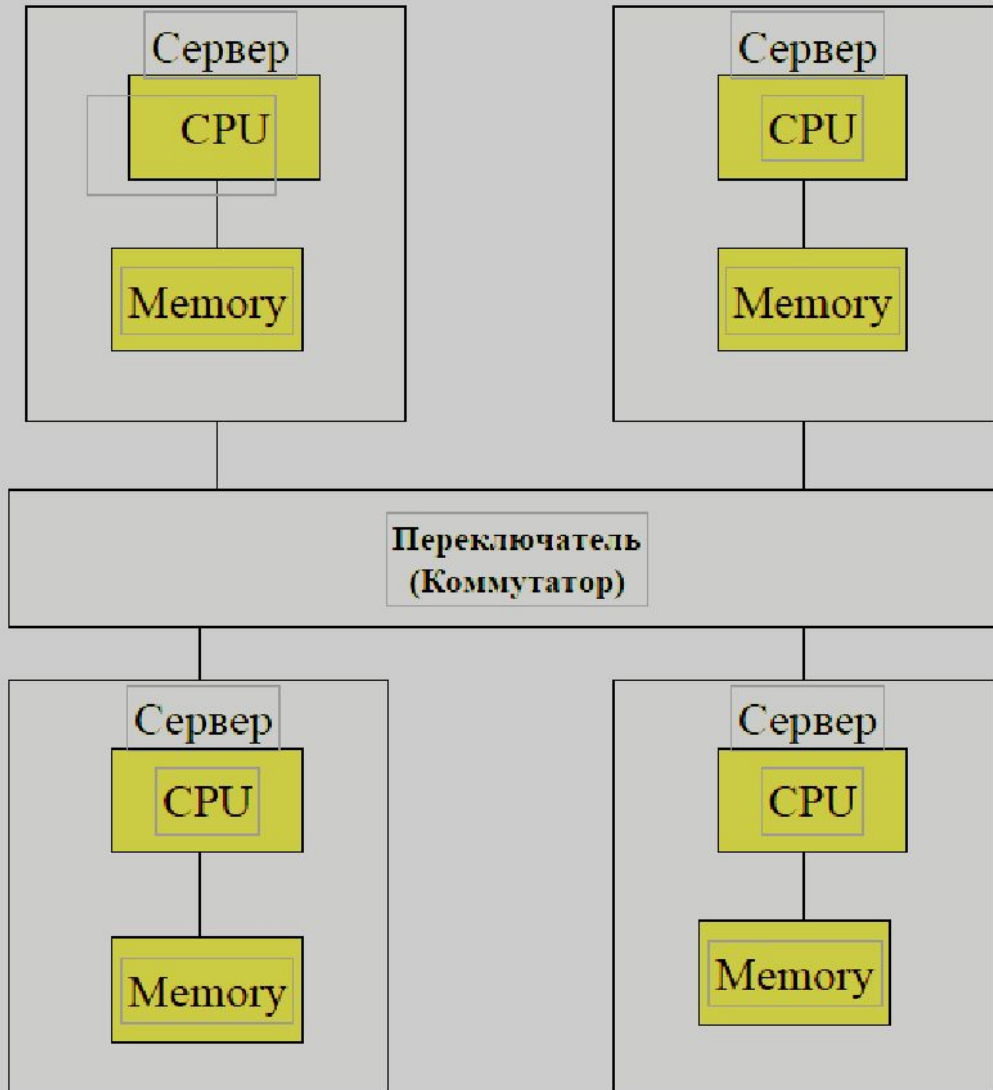 Сервер
CPU
Memory
Сервер
CPU
Memory
Переключатель
(Коммутатор)
Сервер
CPU
Memory
Сервер
CPU
Memory